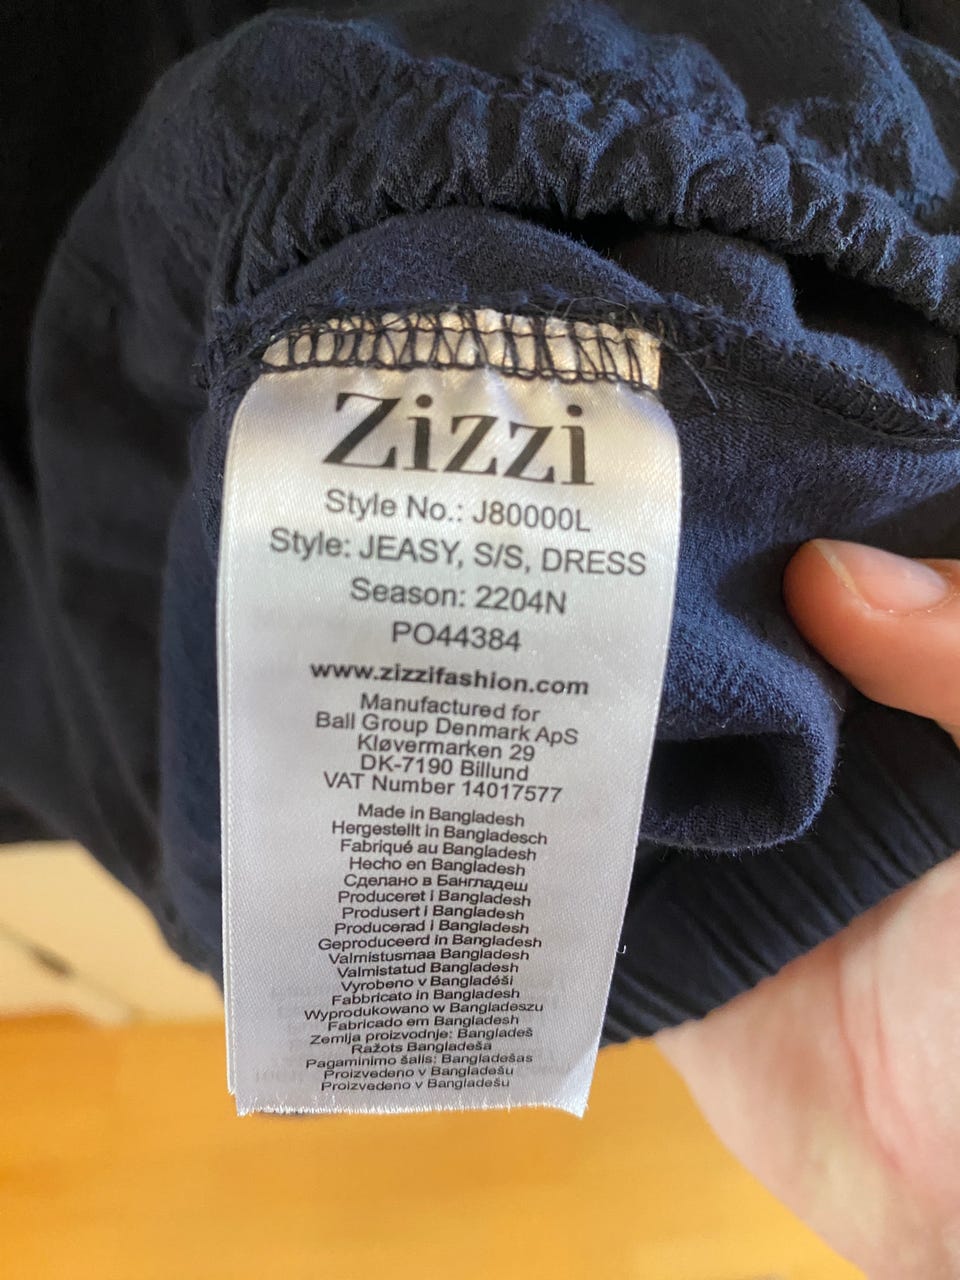 Zizzi
Style No.: J80000L
Style: JEASY, S/S, DRESS
Season: 2204N
PO44384
www.zizzifashion.com
Manufactured for
Ball Group Denmark ApS
Kløvermarken 29
DK-7190 Billund
VAT Number 14017577
Made in Bangladesh
Hergestellt in Bangladesch
Fabriqué au Bangladesh
Hecho en Bangladesh
Сделано в Бангладеш
Produceret i Bangladesh
Produsert i Bangladesh
Producerad i Bangladesh
Geproduceerd in Bangladesh
Valmistusmaa Bangladesh
Valmistatud Bangladesh
Vyrobeno v Bangladéši
Fabbricato in Bangladesh
Wyprodukowano w Bangladeszu
Fabricado em Bangladesh
Zemlja proizvodnje: Bangladeš
Ražots Bangladeša
Pagaminimo šalis: Bangladešas
Proizvedeno v Bangladešu
Proizvedeno v Bangladešu